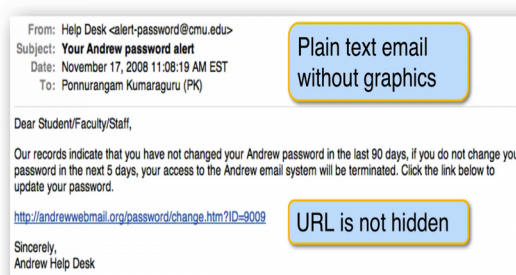 From: Help Desk <alert-password@cmu.edu>
Subject: Your Andrew password alert
Date: November 17, 2008 11:08:19 AM EST
To: Ponnurangam Kumaraguru (PK)
Plain text email
without graphics
Dear Student/Faculty/Staff,
Our records indicate that you have not changed your Andrew password in the last 90 days, if you do not change you
password in the next 5 days, your access to the Andrew email system will be terminated. Click the link below to
update your password.
http://andrewwebmail.org/password/change.htm?ID=9009
URL is not hidden
Sincerely,
Andrew Help Desk